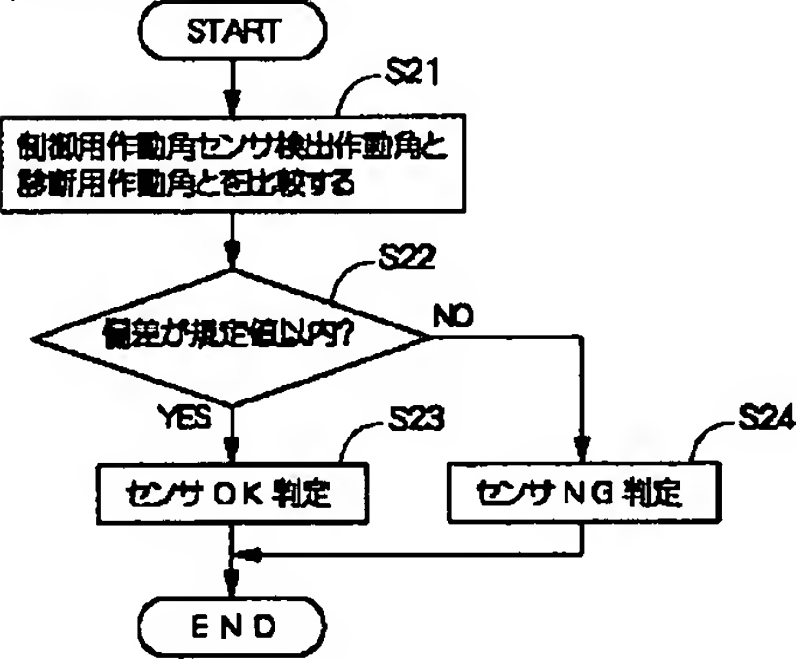 START
S21
制御用作動角センサ検出作動角と
診断用作動角とを比較する
S22
偏差が規定値以内?
NO
YES
S23
S24
センサOK判定
センサNG判定
END